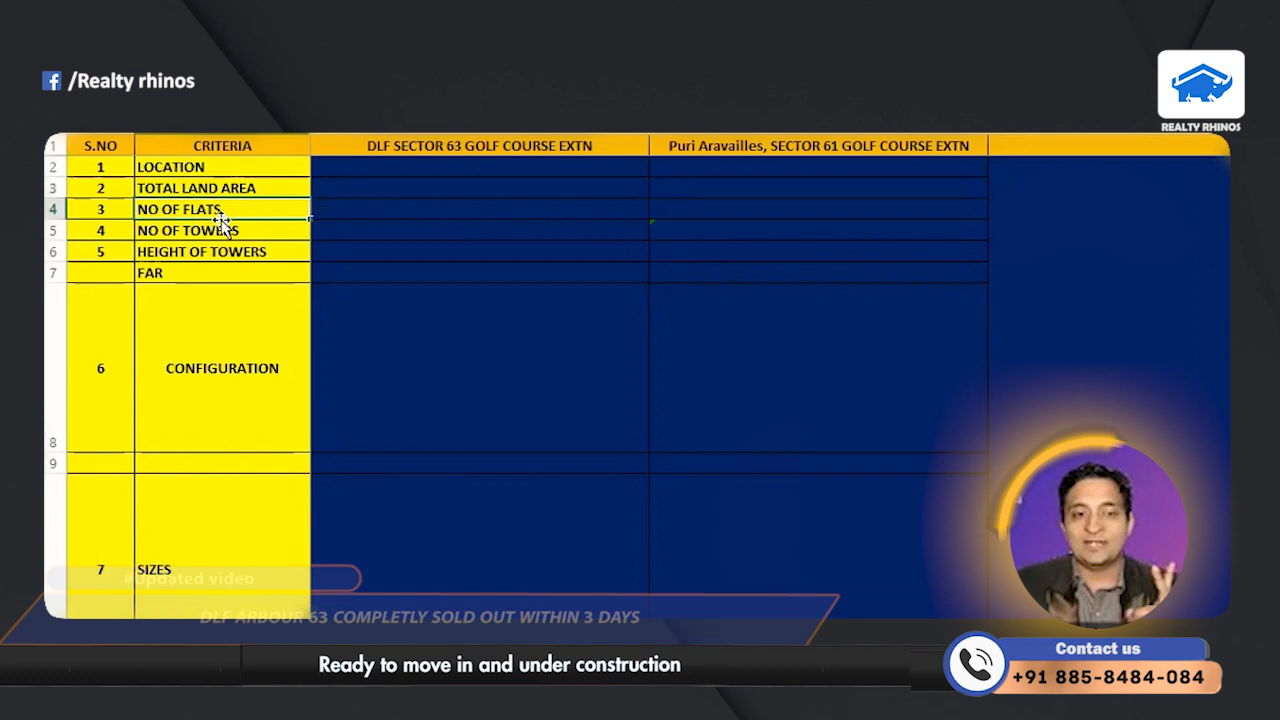 /Realty rhinos
REALTY RHINOS
1 S.NO CRITERIA DLF SECTOR 63 GOLF COURSE EXTN Puri Aravailles, SECTOR 61 GOLF COURSE EXTN
2 1 LOCATION
3 2 TOTAL LAND AREA
4 3 NO OF FLATS
5 4 NO OF TOWERS
6 5 HEIGHT OF TOWERS
7 FAR
6 CONFIGURATION
8
9
7 SIZES
#updated video
DLF ARBOUR 63 COMPLETLY SOLD OUT WITHIN 3 DAYS
Ready to move in and under construction
Contact us
+91 885-8484-084